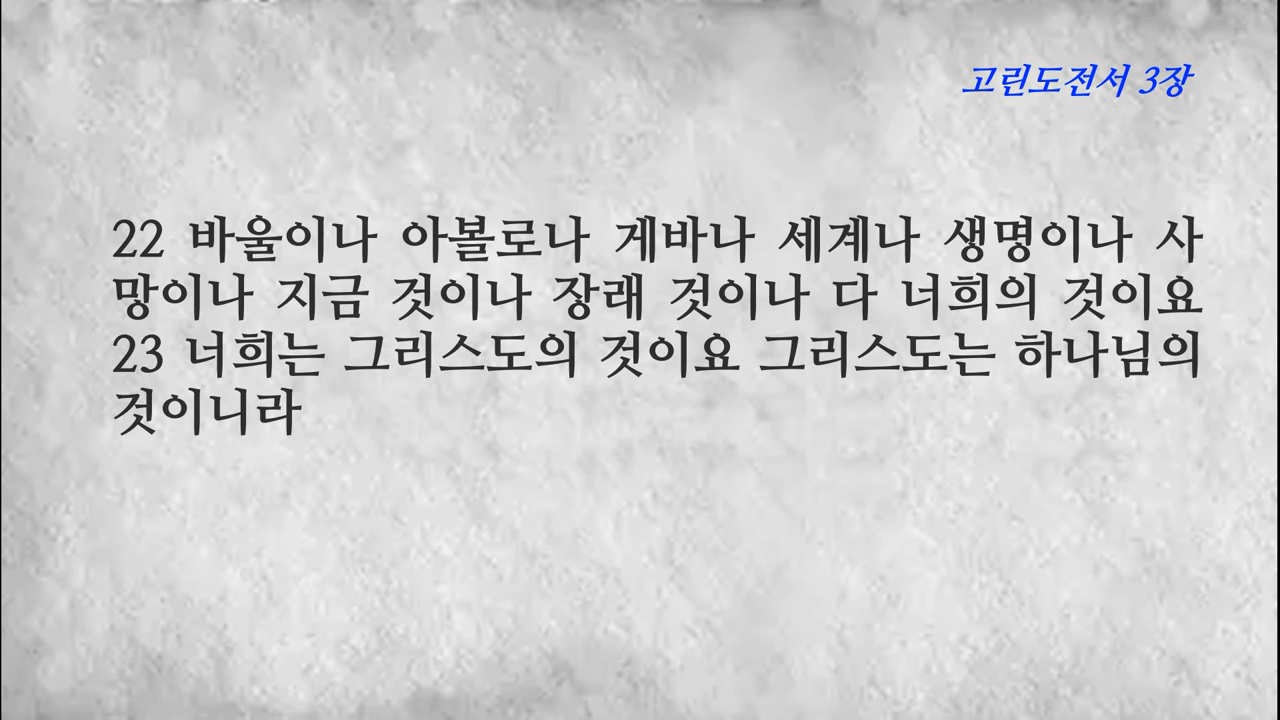 고린도전서 3장
22 바울이나 아볼로나 게바나 세계나 생명이나 사
망이나 지금 것이나 장래 것이나 다 너희의 것이요
23 너희는 그리스도의 것이요 그리스도는 하나님의
것이니라